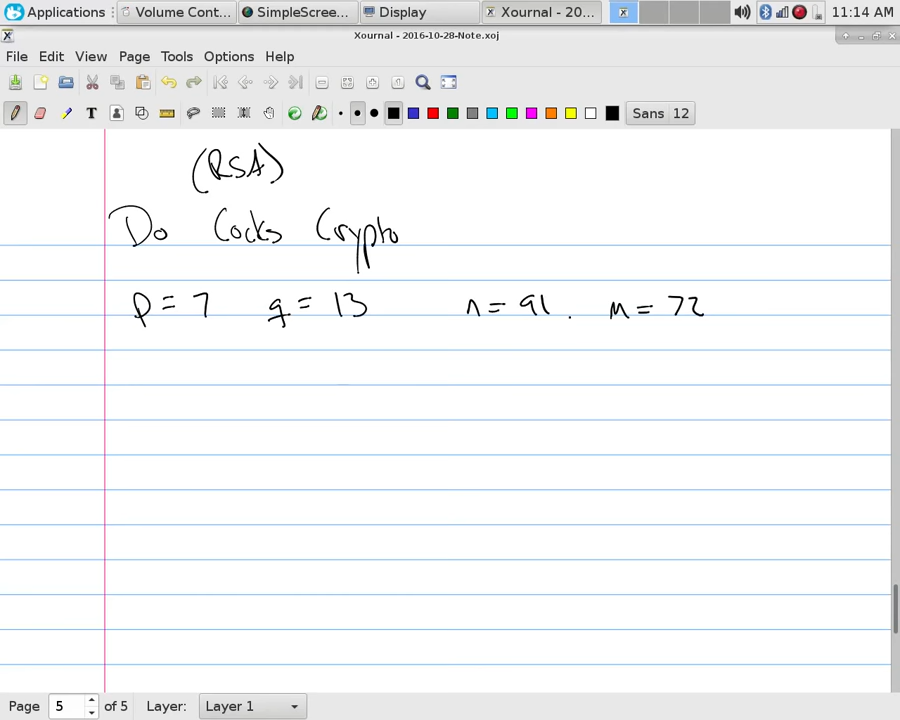 Applications Volume Cont... SimpleScree... Display Xournal - 20... 11:14 AM
Xournal - 2016-10-28-Note.xoj
File Edit View Page Tools Options Help
T Sans 12
(RSA)
Do Cocks Crypto
p = 7 q = 13 n = 91. m = 72
Page 5 of 5 Layer: Layer 1